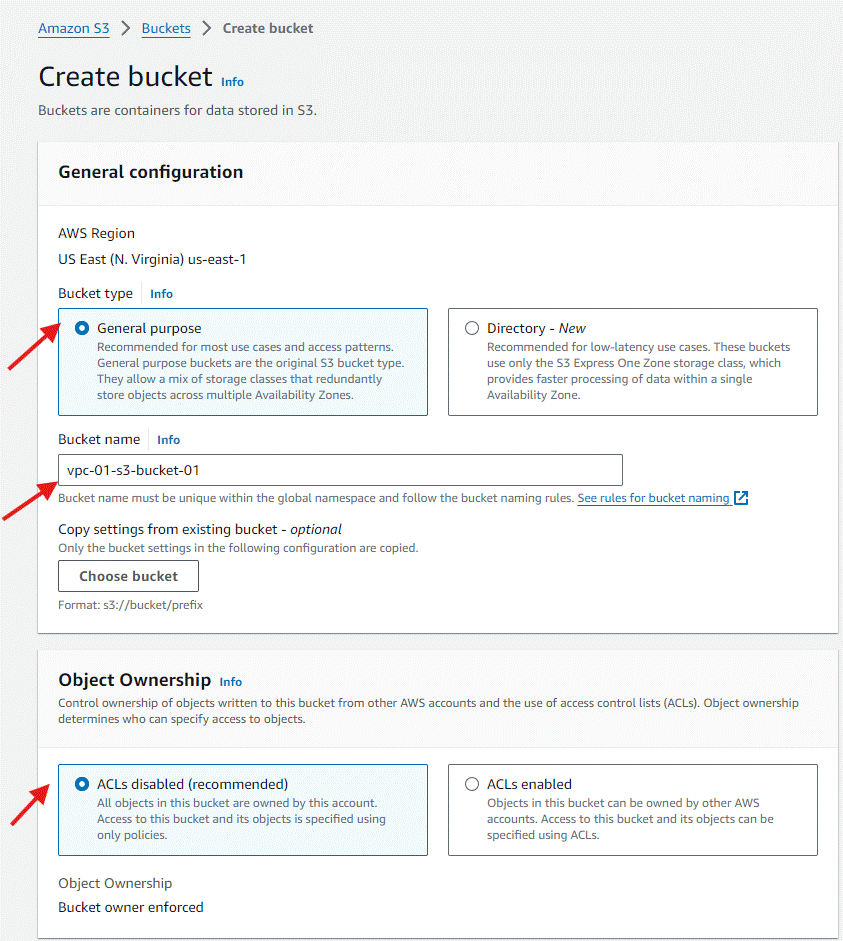 Amazon S3 > Buckets > Create bucket
Create bucket Info
Buckets are containers for data stored in S3.
General configuration
AWS Region
US East (N. Virginia) us-east-1
Bucket type Info
General purpose
Recommended for most use cases and access patterns.
General purpose buckets are the original S3 bucket type.
They allow a mix of storage classes that redundantly
store objects across multiple Availability Zones.
Directory - New
Recommended for low-latency use cases. These buckets
use only the S3 Express One Zone storage class, which
provides faster processing of data within a single
Availability Zone.
Bucket name Info
vpc-01-s3-bucket-01
Bucket name must be unique within the global namespace and follow the bucket naming rules. See rules for bucket naming
Copy settings from existing bucket - optional
Only the bucket settings in the following configuration are copied.
Choose bucket
Format: s3://bucket/prefix
Object Ownership Info
Control ownership of objects written to this bucket from other AWS accounts and the use of access control lists (ACLs). Object ownership
determines who can specify access to objects.
ACLs disabled (recommended)
All objects in this bucket are owned by this account.
Access to this bucket and its objects is specified using
only policies.
ACLs enabled
Objects in this bucket can be owned by other AWS
accounts. Access to this bucket and its objects can be
specified using ACLs.
Object Ownership
Bucket owner enforced